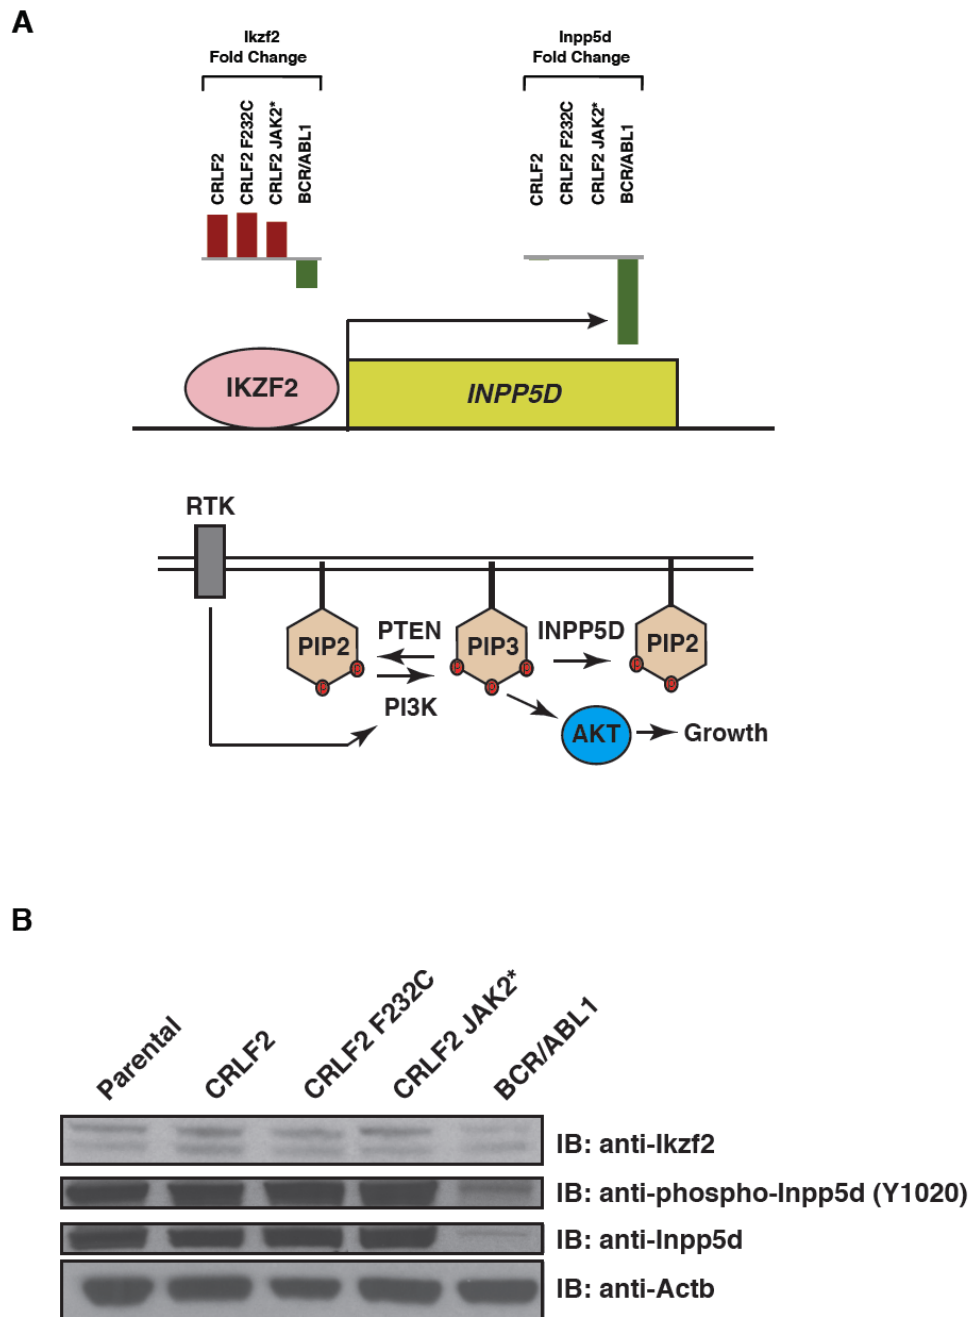 A
Ikzf2
Fold Change
Inpp5d
Fold Change
CRLF2
CRLF2 F232C
CRLF2 JAK2*
BCR/ABL1
CRLF2
CRLF2 F232C
CRLF2 JAK2*
BCR/ABL1
IKZF2
INPP5D
RTK
PIP2
PTEN
PI3K
PIP3
INPP5D
PIP2
AKT
Growth
B
Parental
CRLF2
CRLF2 F232C
CRLF2 JAK2*
BCR/ABL1
IB: anti-Ikzf2
IB: anti-phospho-Inpp5d (Y1020)
IB: anti-Inpp5d
IB: anti-Actb